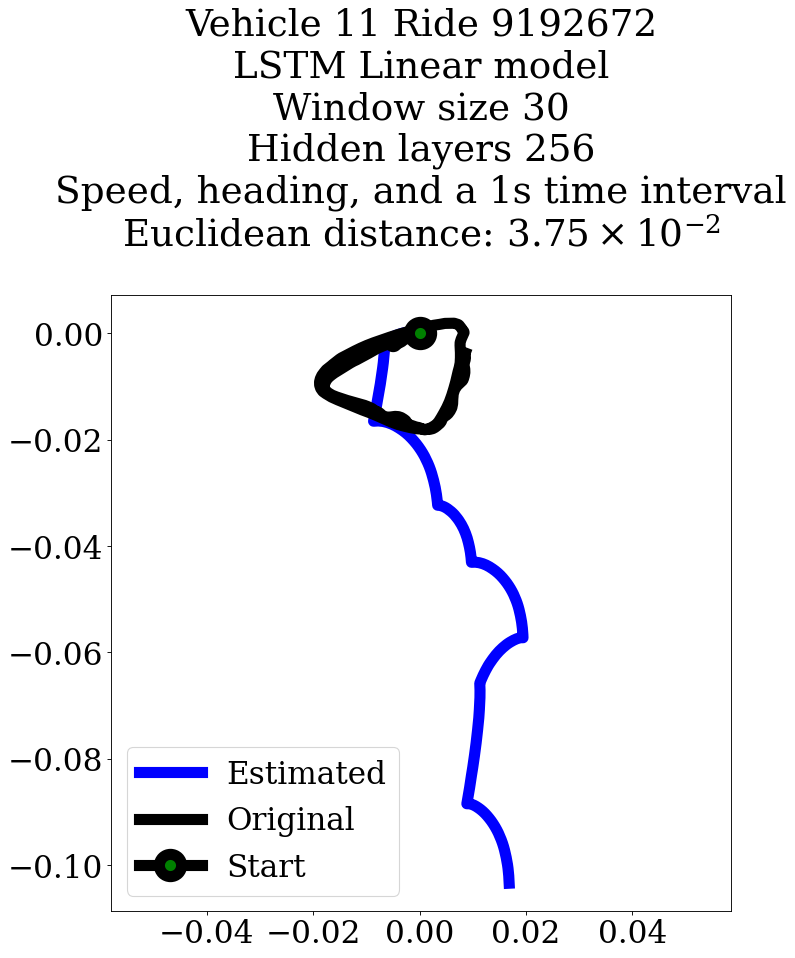 Vehicle 11 Ride 9192672
LSTM Linear model
Window size 30
Hidden layers 256
Speed, heading, and a 1s time interval
Euclidean distance: 3.75 × 10⁻²
0.00
−0.02
−0.04
−0.06
−0.08
−0.10
Estimated
Original
Start
−0.04 −0.02 0.00 0.02 0.04